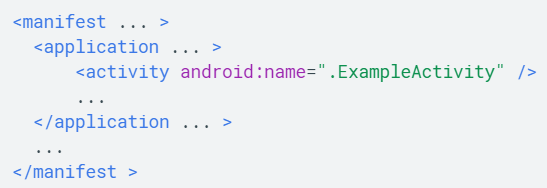 <manifest ... >
  <application ... >
      <activity android:name=".ExampleActivity" />
      ...
  </application ... >
  ...
</manifest >